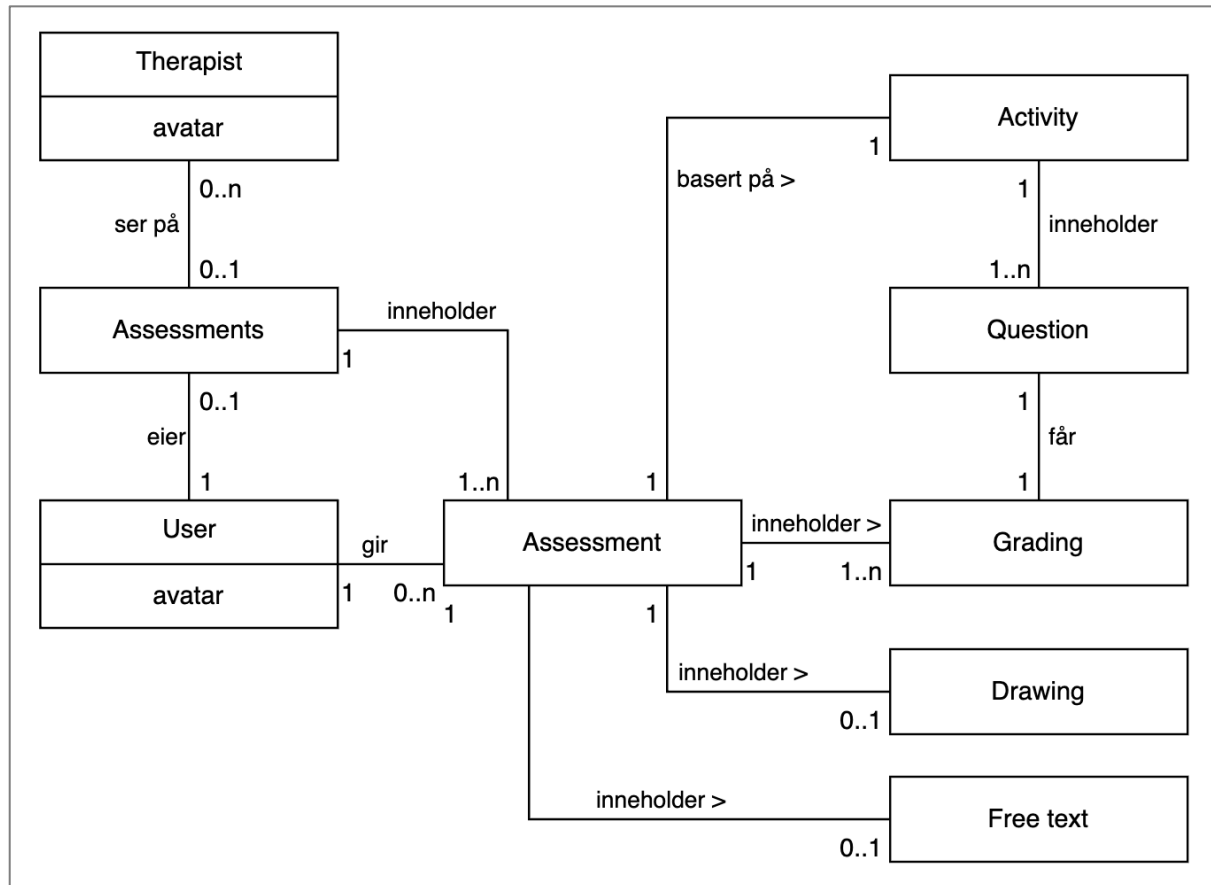 Therapist
avatar
0..n
ser på
0..1
Assessments
inneholder
1
0..1
eier
1
1..n
User
avatar
gir
1
0..n
Assessment
1
basert på >
1
Activity
1
inneholder
1..n
Question
1
får
1
inneholder >
1
1..n
Grading
1
inneholder >
0..1
Drawing
1
inneholder >
0..1
Free text